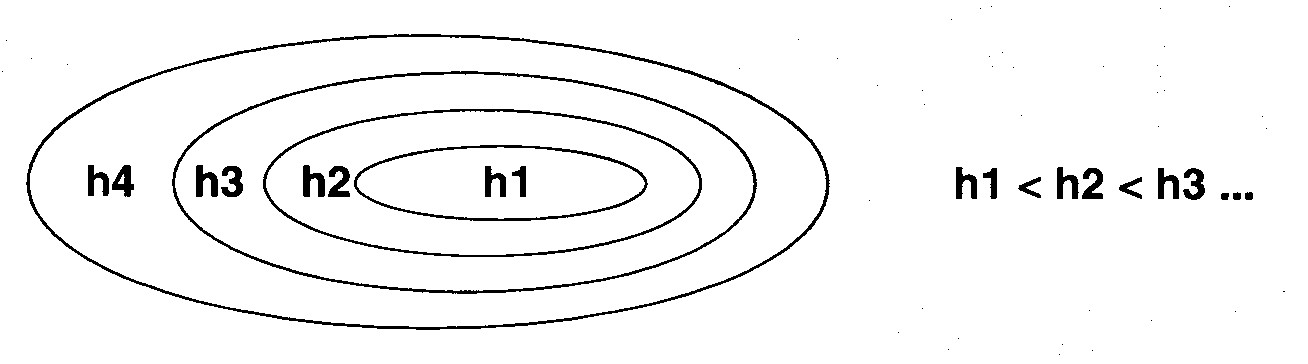 h4 h3 h2 h1 h1 < h2 < h3 ...